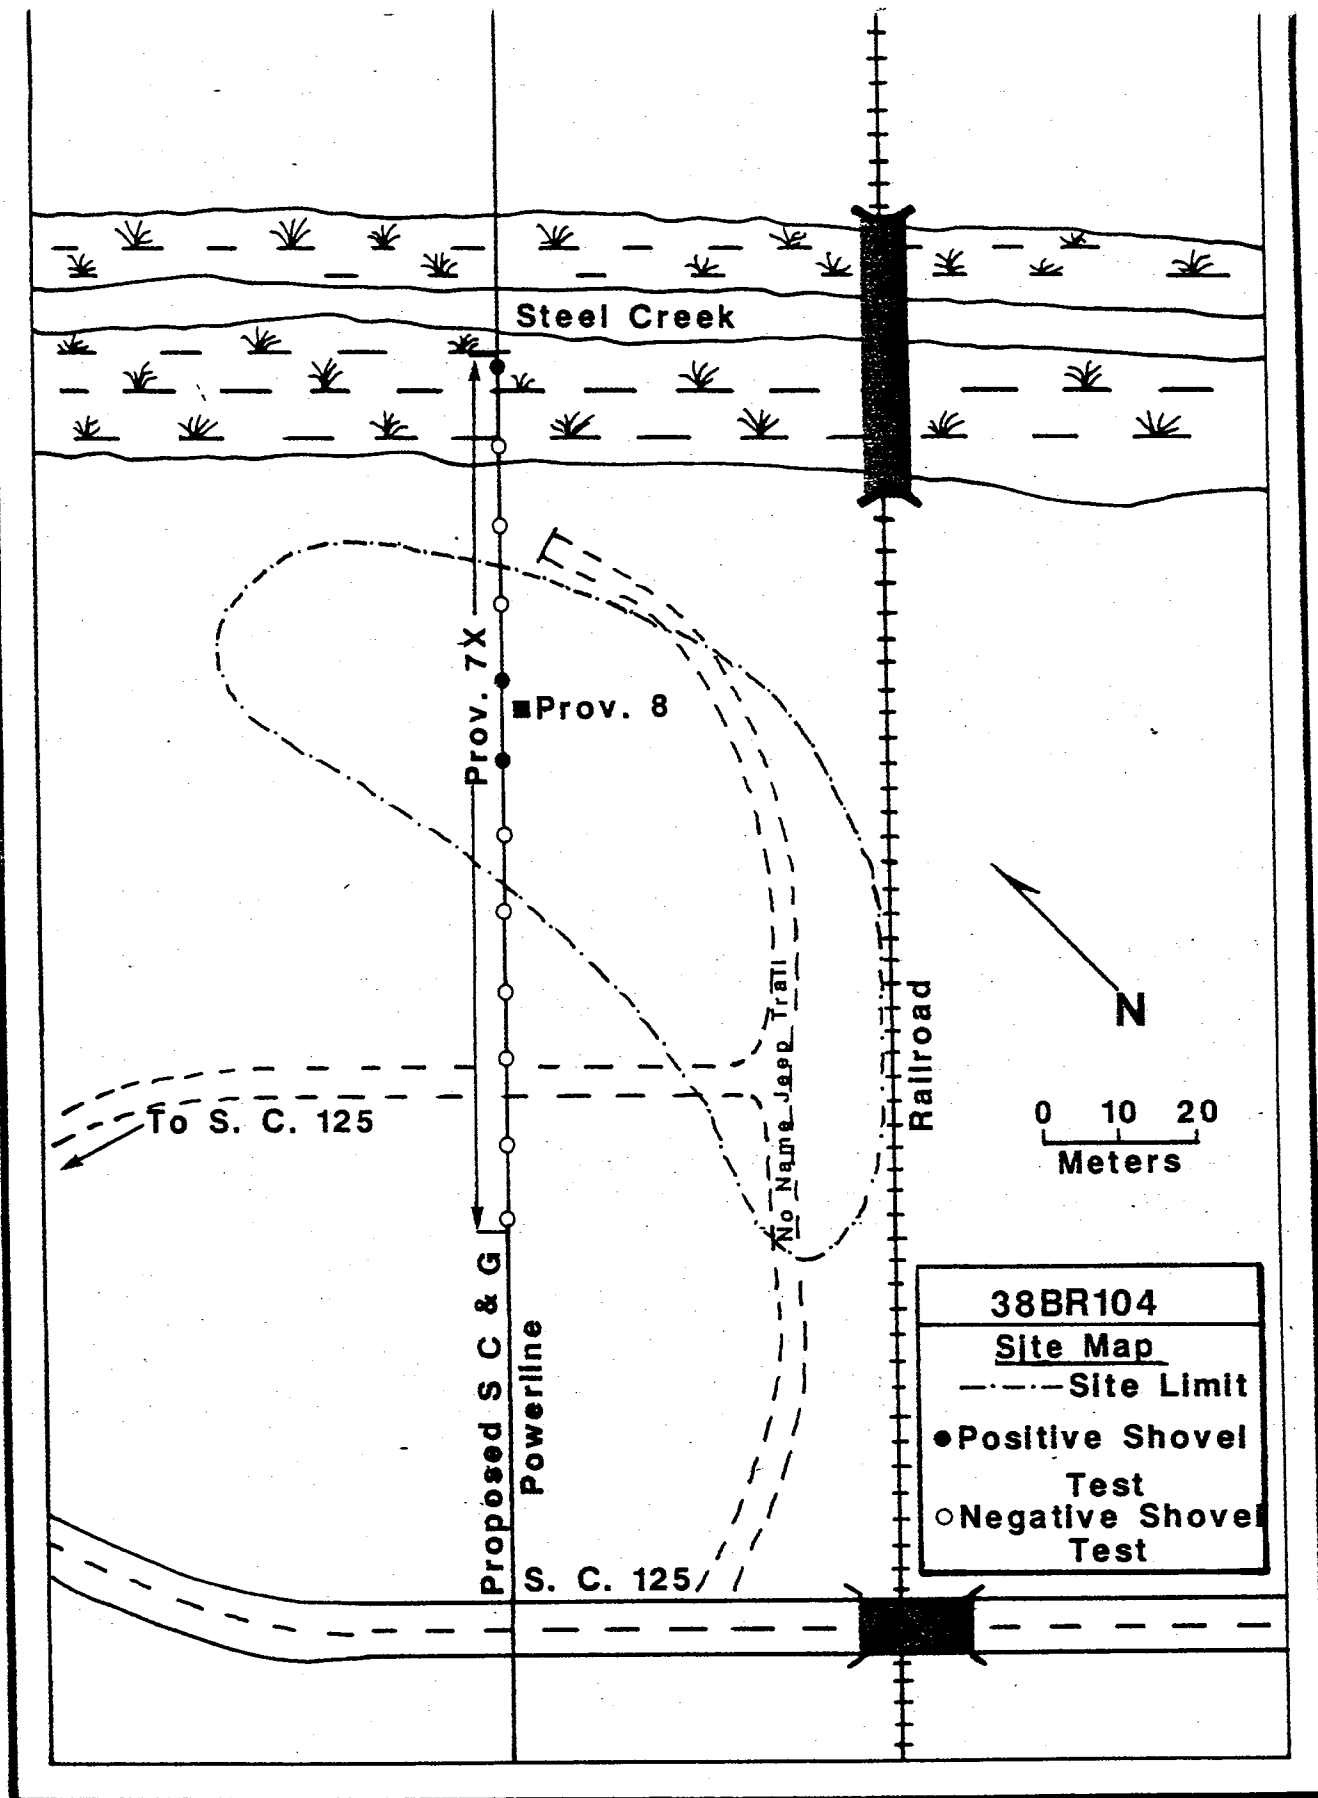 Steel Creek
Prov. 7X
Prov. 8
No Name Jeep Trail
Railroad
N
To S. C. 125
0 10 20
Meters
Proposed S C & G
Powerline
S. C. 125
38BR104
Site Map
Site Limit
Positive Shovel
Test
Negative Shovel
Test